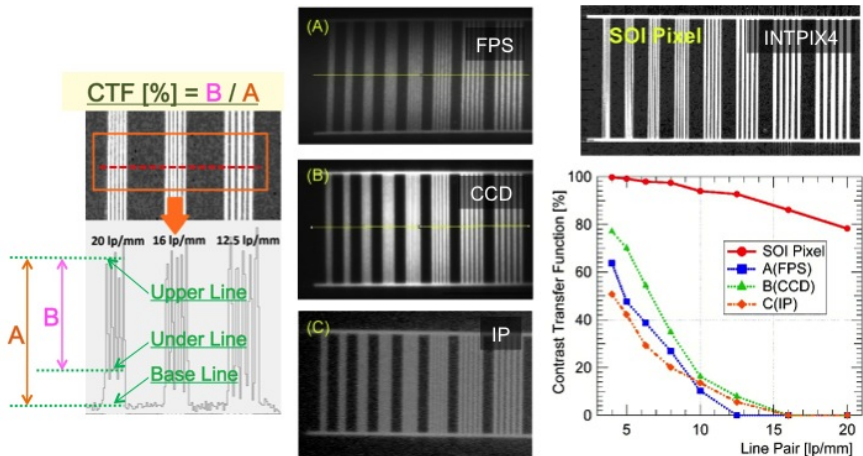 CTF [%] = B / A
20 lp/mm 16 lp/mm 12.5 lp/mm
A
B
Upper Line
Under Line
Base Line
(A)
FPS
(B)
CCD
(C)
IP
SOI Pixel
INTPIX4
Contrast Transfer Function [%]
100
80
60
40
20
0
SOI Pixel
A(FPS)
B(CCD)
C(IP)
5 10 15 20
Line Pair [lp/mm]